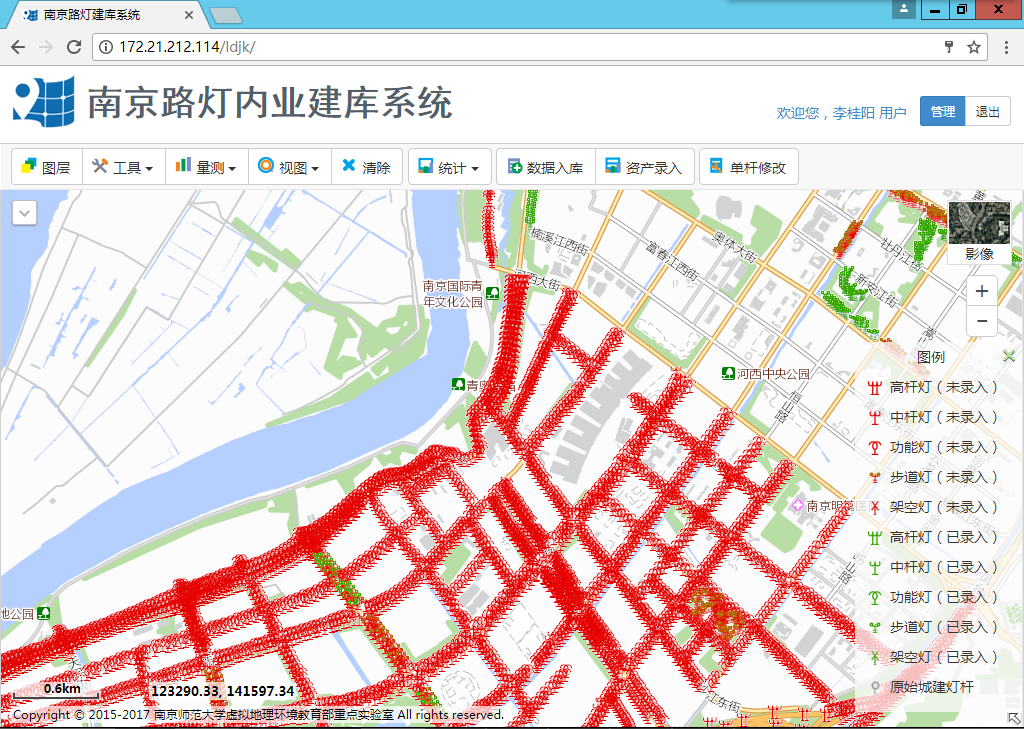 南京路灯建库系统
172.21.212.114/ldjk/
南京路灯内业建库系统
欢迎您，李桂阳 用户
管理
退出
图层
工具
量测
视图
清除
统计
数据入库
资产录入
单杆修改
影像
楠溪江西街
富春江西街
奥体大街
牡丹江街
新安江街
河西大街
南京国际青
年文化公园
河西中央公园
恒山路
地公园
0.6km
123290.33, 141597.34
Copyright © 2015-2017 南京师范大学虚拟地理环境教育部重点实验室 All rights reserved.
+
−
图例
高杆灯（未录入）
中杆灯（未录入）
功能灯（未录入）
步道灯（未录入）
架空灯（未录入）
高杆灯（已录入）
中杆灯（已录入）
功能灯（已录入）
步道灯（已录入）
架空灯（已录入）
原始城建灯杆